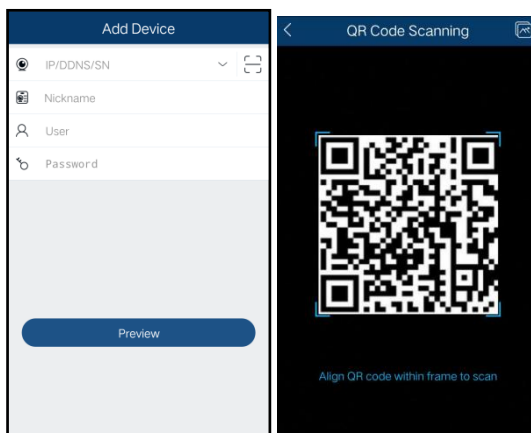 Add Device
IP/DDNS/SN
Nickname
User
Password
Preview
QR Code Scanning
Align QR code within frame to scan